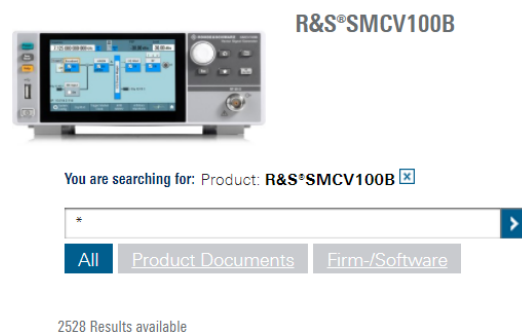 R&S®SMCV100B
You are searching for: Product: R&S®SMCV100B
*
All Product Documents Firm-/Software
2528 Results available